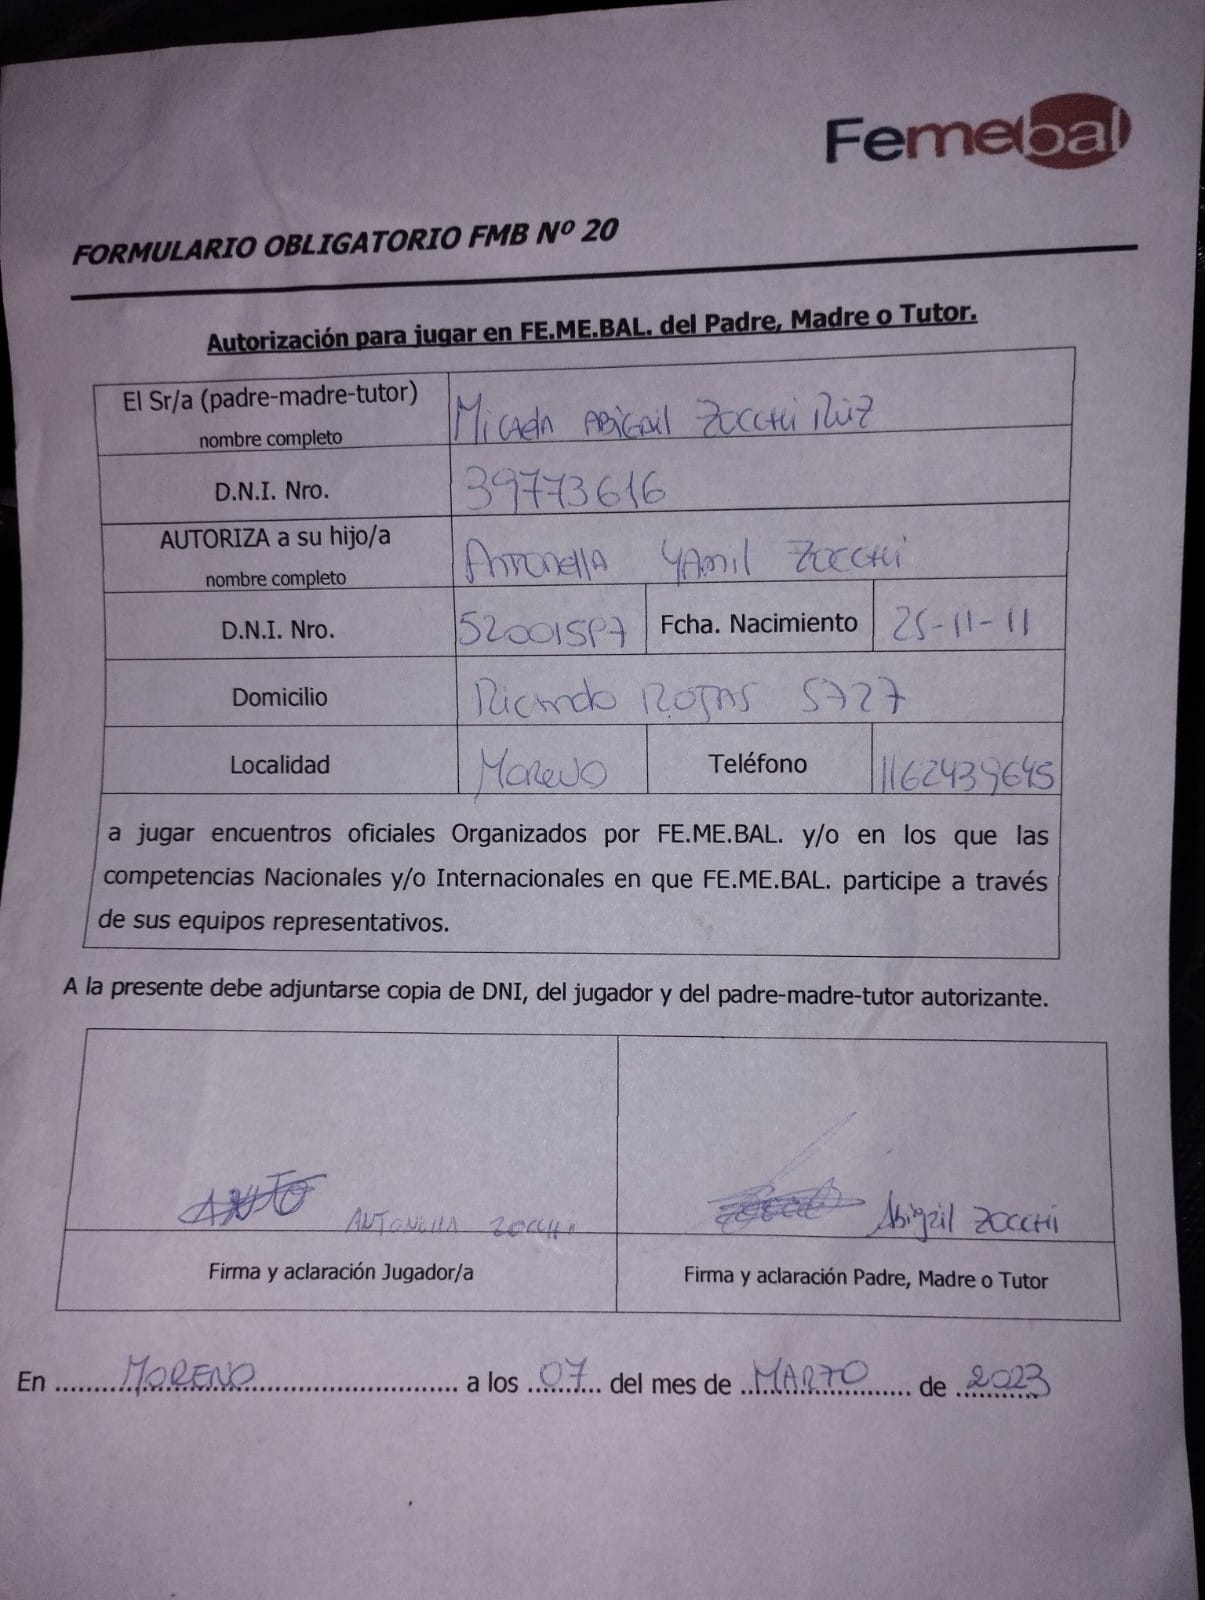 Femebal
FORMULARIO OBLIGATORIO FMB Nº 20
Autorización para jugar en FE.ME.BAL. del Padre, Madre o Tutor.
El Sr/a (padre-madre-tutor)
nombre completo
Micaela ABigail ZOCCHi RuiZ
D.N.I. Nro.
39773616
AUTORIZA a su hijo/a
nombre completo
Antonella YAmil ZOCCHi
D.N.I. Nro.
Fcha. Nacimiento
25-11-11
Domicilio
Ricardo ROJAS 5727
Localidad
Moreno
Teléfono
1162439645
a jugar encuentros oficiales Organizados por FE.ME.BAL. y/o en los que las
competencias Nacionales y/o Internacionales en que FE.ME.BAL. participe a través
de sus equipos representativos.
A la presente debe adjuntarse copia de DNI, del jugador y del padre-madre-tutor autorizante.
ANTO ANTONELLA ZOCCHi
Abigail ZOCCHi
Firma y aclaración Jugador/a
Firma y aclaración Padre, Madre o Tutor
En MORENO a los 07 del mes de MARZO de 2023